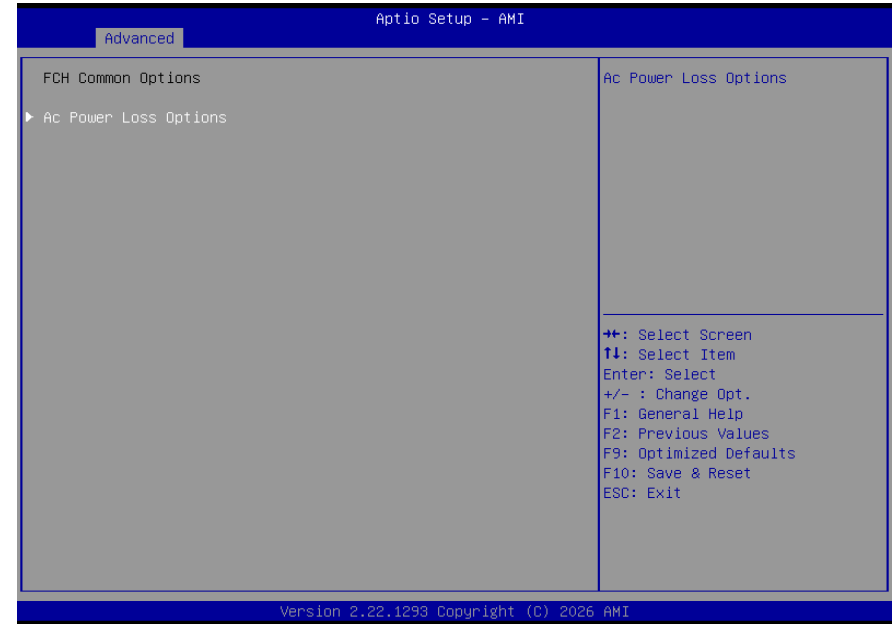 Aptio Setup – AMI
Advanced
FCH Common Options
▶ Ac Power Loss Options
Ac Power Loss Options
→←: Select Screen
↑↓: Select Item
Enter: Select
+/- : Change Opt.
F1: General Help
F2: Previous Values
F9: Optimized Defaults
F10: Save & Reset
ESC: Exit
Version 2.22.1293 Copyright (C) 2026 AMI